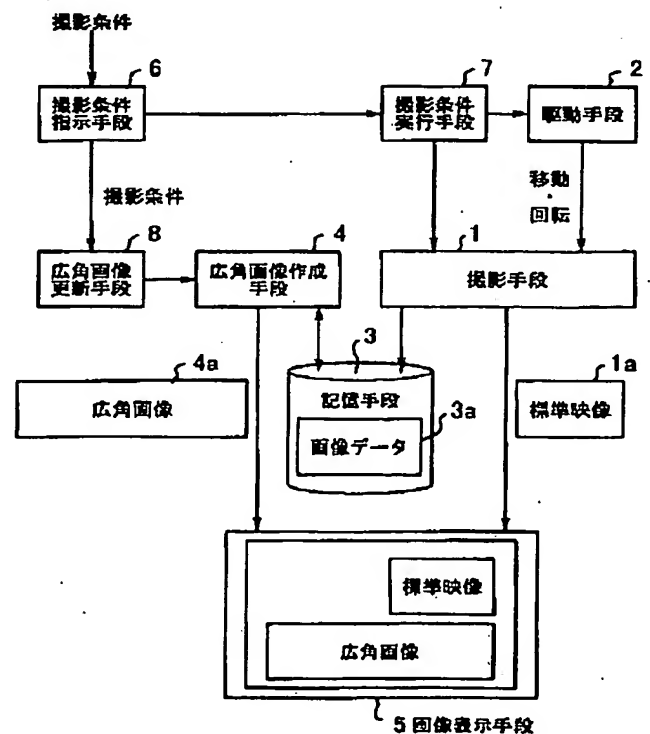 撮影条件
6
撮影条件
指示手段
7
撮影条件
実行手段
2
駆動手段
撮影条件
移動
・
回転
8
広角画像
更新手段
4
広角画像作成
手段
1
撮影手段
4a
広角画像
3
記憶手段
3a
画像データ
1a
標準映像
標準映像
広角画像
5 画像表示手段